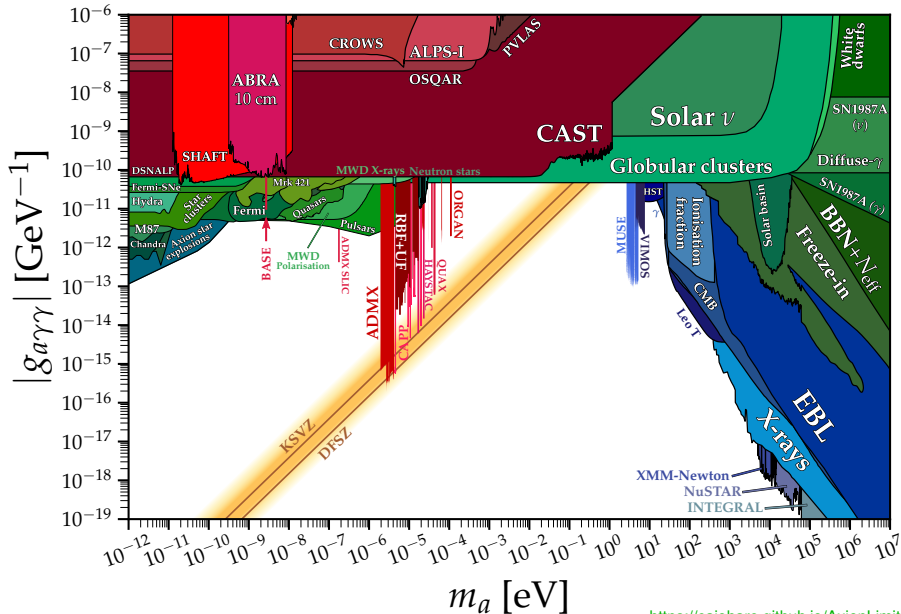 10⁻⁶
10⁻⁷
10⁻⁸
10⁻⁹
10⁻¹⁰
10⁻¹¹
10⁻¹²
10⁻¹³
10⁻¹⁴
10⁻¹⁵
10⁻¹⁶
10⁻¹⁷
10⁻¹⁸
10⁻¹⁹
|g_{aγγ}| [GeV⁻¹]
CROWS
ALPS-I
PVLAS
OSQAR
ABRA
10 cm
SHAFT
CAST
Solar ν
Globular clusters
White
dwarfs
SN1987A
(ν)
Diffuse-γ
SN1987A (γ)
DSNALP
Fermi-SNe
Hydra
M87
Chandra
Star
clusters
Axion star
explosions
Mrk 421
Fermi
Quasars
Pulsars
MWD X-rays
Neutron stars
MWD
Polarisation
BASE
ADMX SLIC
ADMX
RBF+UF
CAPP
HAYSTAC
QUAX
ORGAN
KSVZ
DFSZ
MUSE
VIMOS
HST
γ
Ionisation
fraction
CMB
Leo T
Solar basin
BBN+N_eff
Freeze-in
EBL
X-rays
XMM-Newton
NuSTAR
INTEGRAL
10⁻¹² 10⁻¹¹ 10⁻¹⁰ 10⁻⁹ 10⁻⁸ 10⁻⁷ 10⁻⁶ 10⁻⁵ 10⁻⁴ 10⁻³ 10⁻² 10⁻¹ 10⁰ 10¹ 10² 10³ 10⁴ 10⁵ 10⁶ 10⁷
m_a [eV]